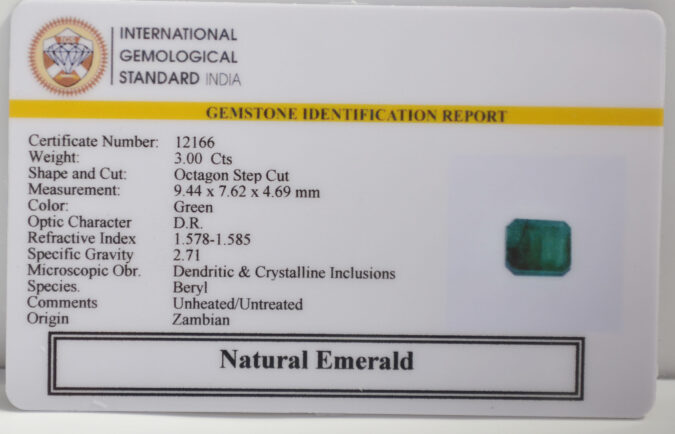 IGS
INTERNATIONAL
GEMOLOGICAL
STANDARD INDIA
GEMSTONE IDENTIFICATION REPORT
Certificate Number: 12166
Weight: 3.00 Cts
Shape and Cut: Octagon Step Cut
Measurement: 9.44 x 7.62 x 4.69 mm
Color: Green
Optic Character D.R.
Refractive Index 1.578-1.585
Specific Gravity 2.71
Microscopic Obr. Dendritic & Crystalline Inclusions
Species. Beryl
Comments Unheated/Untreated
Origin Zambian
Natural Emerald